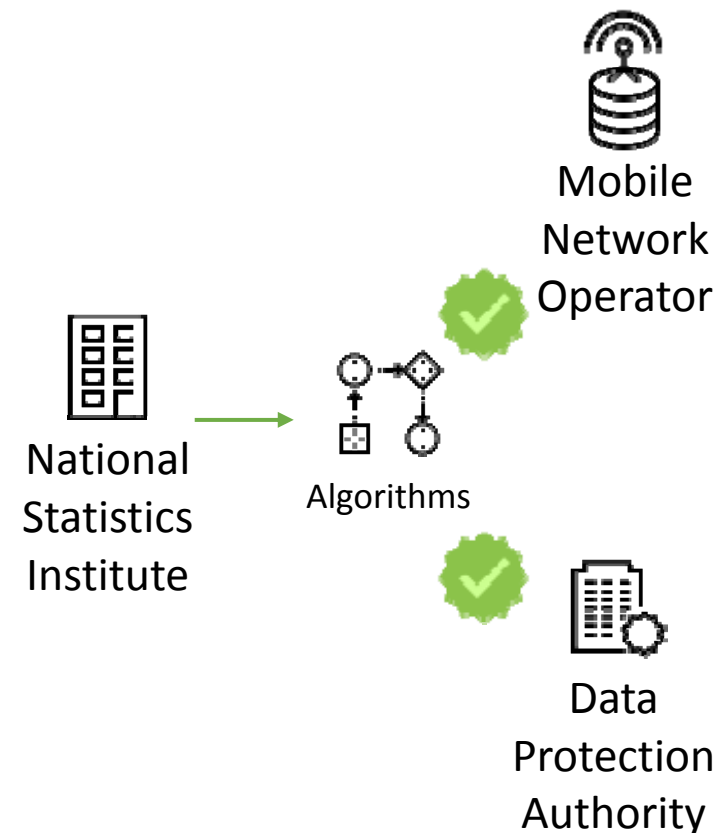 Mobile
Network
Operator
National
Statistics
Institute
Algorithms
Data
Protection
Authority